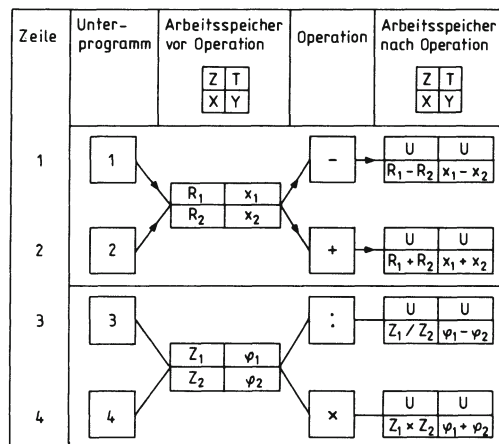 Zeile Unter-programm Arbeitsspeicher vor Operation Operation Arbeitsspeicher nach Operation
Z T Z T
X Y X Y
1 1 - U U
R₁ x₁ R₁-R₂ x₁-x₂
R₂ x₂ U U
2 2 + R₁+R₂ x₁+x₂
3 3 : U U
Z₁ φ₁ Z₁/Z₂ φ₁-φ₂
Z₂ φ₂ U U
4 4 × Z₁×Z₂ φ₁+φ₂